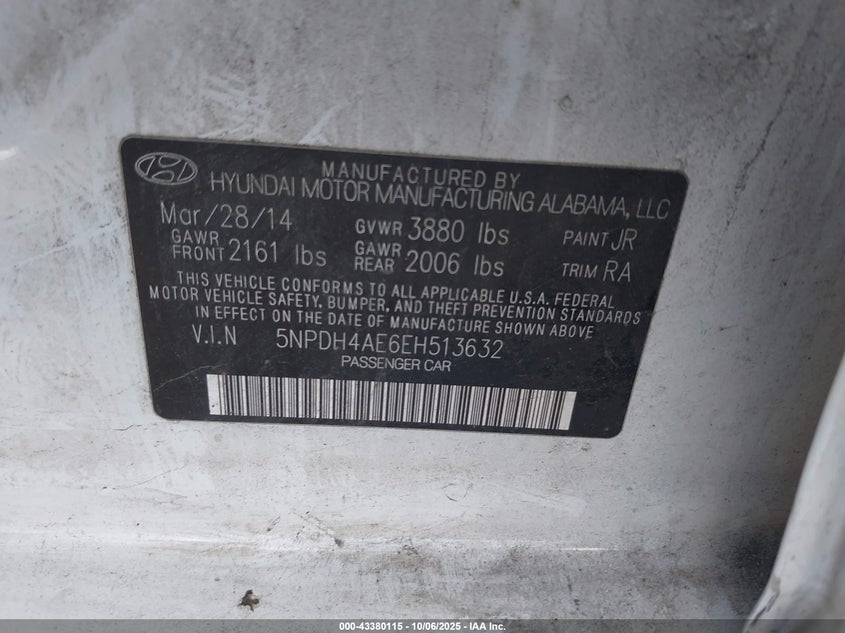 MANUFACTURED BY
HYUNDAI MOTOR MANUFACTURING ALABAMA, LLC
Mar/28/14 GVWR 3880 lbs PAINT JR
GAWR FRONT 2161 lbs GAWR REAR 2006 lbs TRIM RA
THIS VEHICLE CONFORMS TO ALL APPLICABLE U.S.A. FEDERAL
MOTOR VEHICLE SAFETY, BUMPER, AND THEFT PREVENTION STANDARDS
IN EFFECT ON THE DATE OF MANUFACTURE SHOWN ABOVE
V.I.N 5NPDH4AE6EH513632
PASSENGER CAR
000-43380115 - 10/06/2025 - IAA Inc.